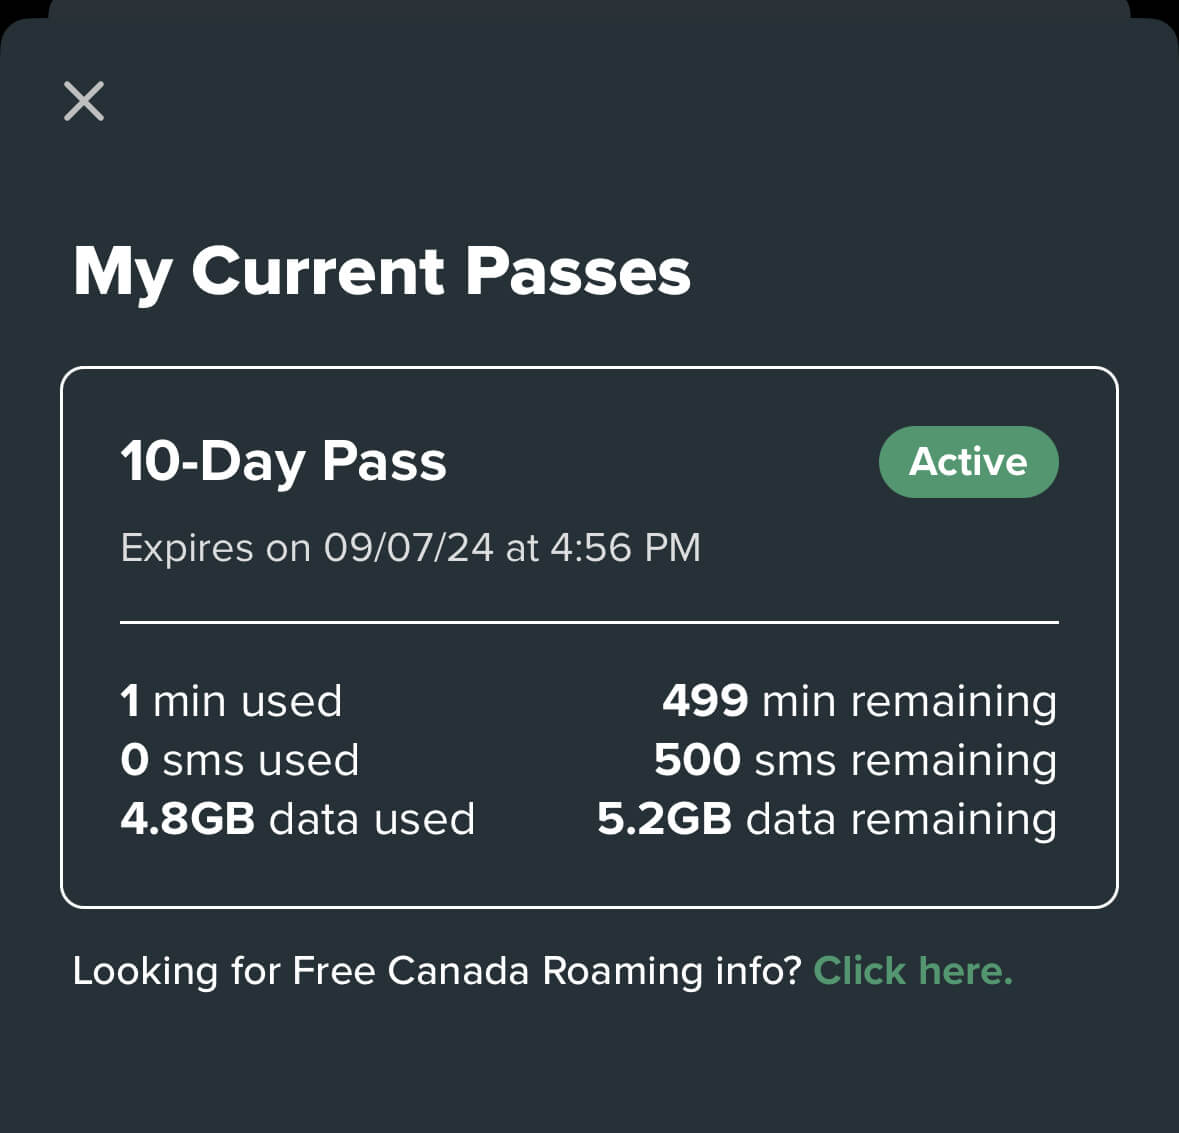 My Current Passes
10-Day Pass
Active
Expires on 09/07/24 at 4:56 PM
1 min used
499 min remaining
0 sms used
500 sms remaining
4.8GB data used
5.2GB data remaining
Looking for Free Canada Roaming info? Click here.